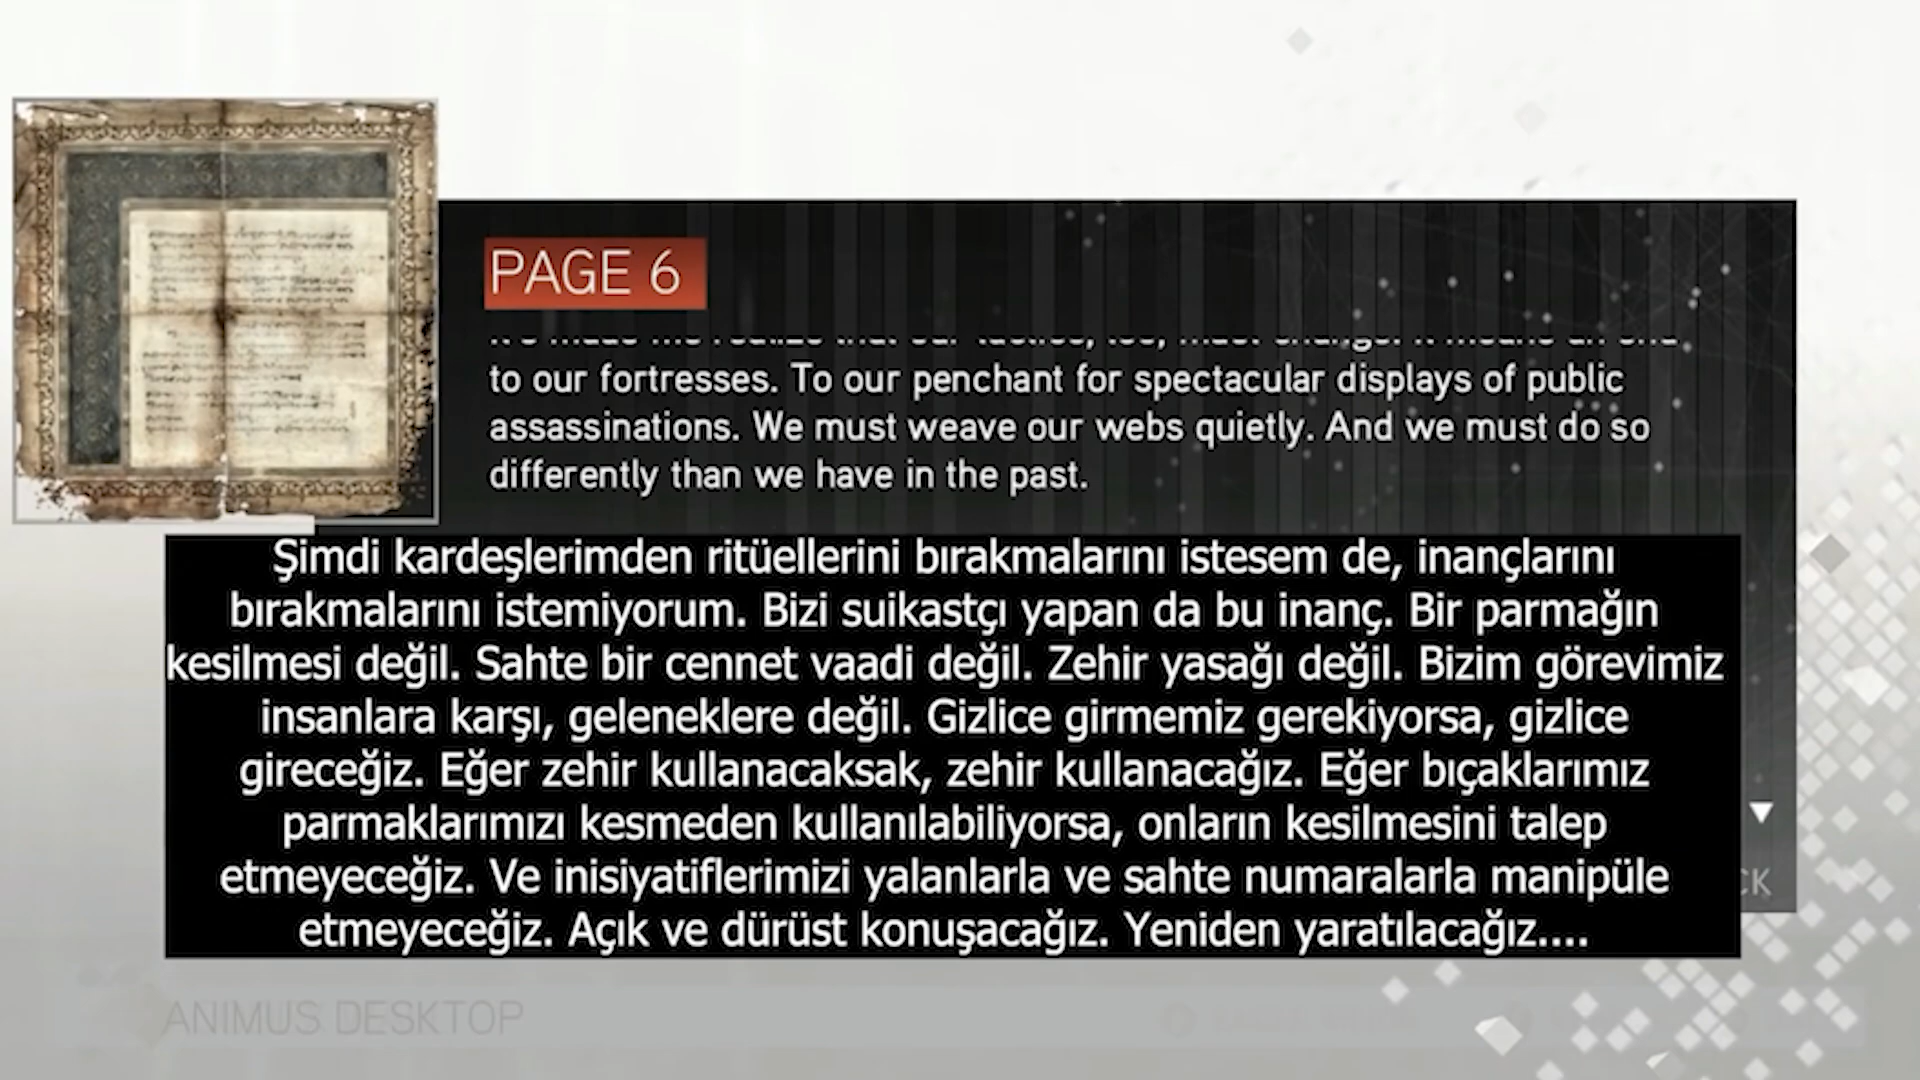 PAGE 6
to our fortresses. To our penchant for spectacular displays of public
assassinations. We must weave our webs quietly. And we must do so
differently than we have in the past.
Şimdi kardeşlerimden ritüellerini bırakmalarını istesem de, inançlarını
bırakmalarını istemiyorum. Bizi suikastçı yapan da bu inanç. Bir parmağın
kesilmesi değil. Sahte bir cennet vaadi değil. Zehir yasağı değil. Bizim görevimiz
insanlara karşı, geleneklere değil. Gizlice girmemiz gerekiyorsa, gizlice
gireceğiz. Eğer zehir kullanacaksak, zehir kullanacağız. Eğer bıçaklarımız
parmaklarımızı kesmeden kullanılabiliyorsa, onların kesilmesini talep
etmeyeceğiz. Ve inisiyatiflerimizi yalanlarla ve sahte numaralarla manipüle
etmeyeceğiz. Açık ve dürüst konuşacağız. Yeniden yaratılacağız....
ANIMUS DESKTOP